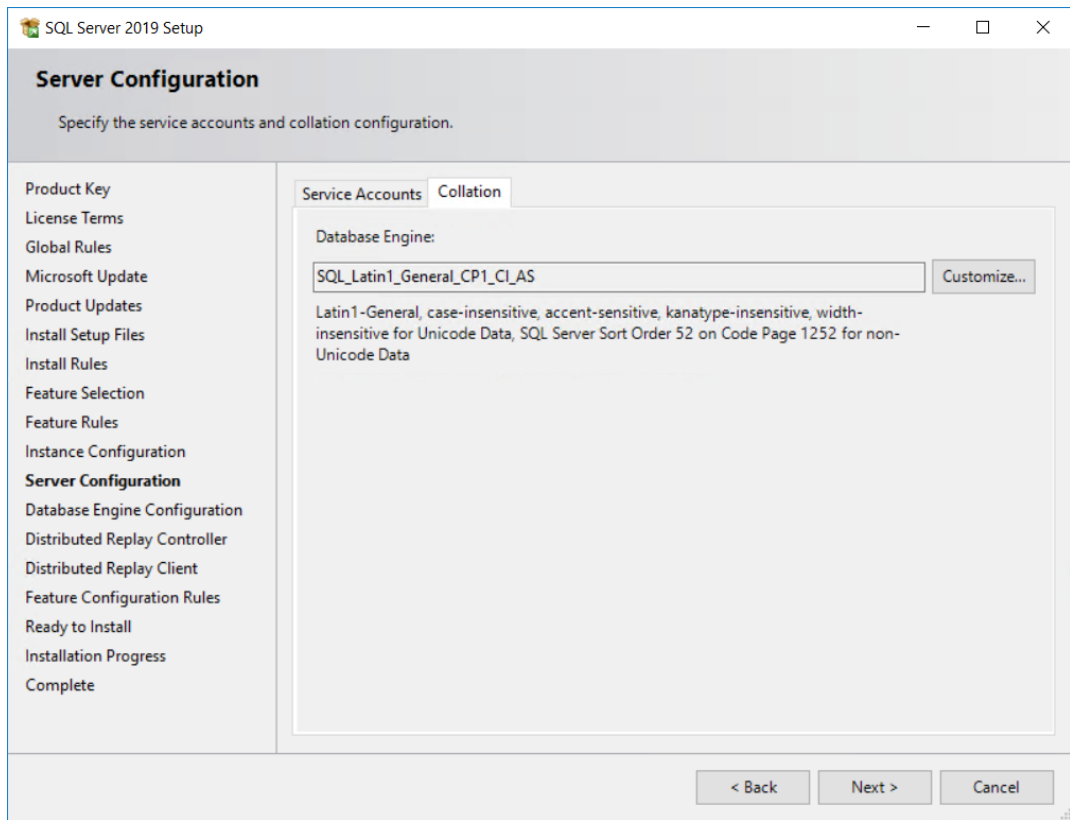 SQL Server 2019 Setup
Server Configuration
Specify the service accounts and collation configuration.
Product Key
License Terms
Global Rules
Microsoft Update
Product Updates
Install Setup Files
Install Rules
Feature Selection
Feature Rules
Instance Configuration
Server Configuration
Database Engine Configuration
Distributed Replay Controller
Distributed Replay Client
Feature Configuration Rules
Ready to Install
Installation Progress
Complete
Service Accounts
Collation
Database Engine:
SQL_Latin1_General_CP1_CI_AS
Customize...
Latin1-General, case-insensitive, accent-sensitive, kanatype-insensitive, width-
insensitive for Unicode Data, SQL Server Sort Order 52 on Code Page 1252 for non-
Unicode Data
< Back
Next >
Cancel